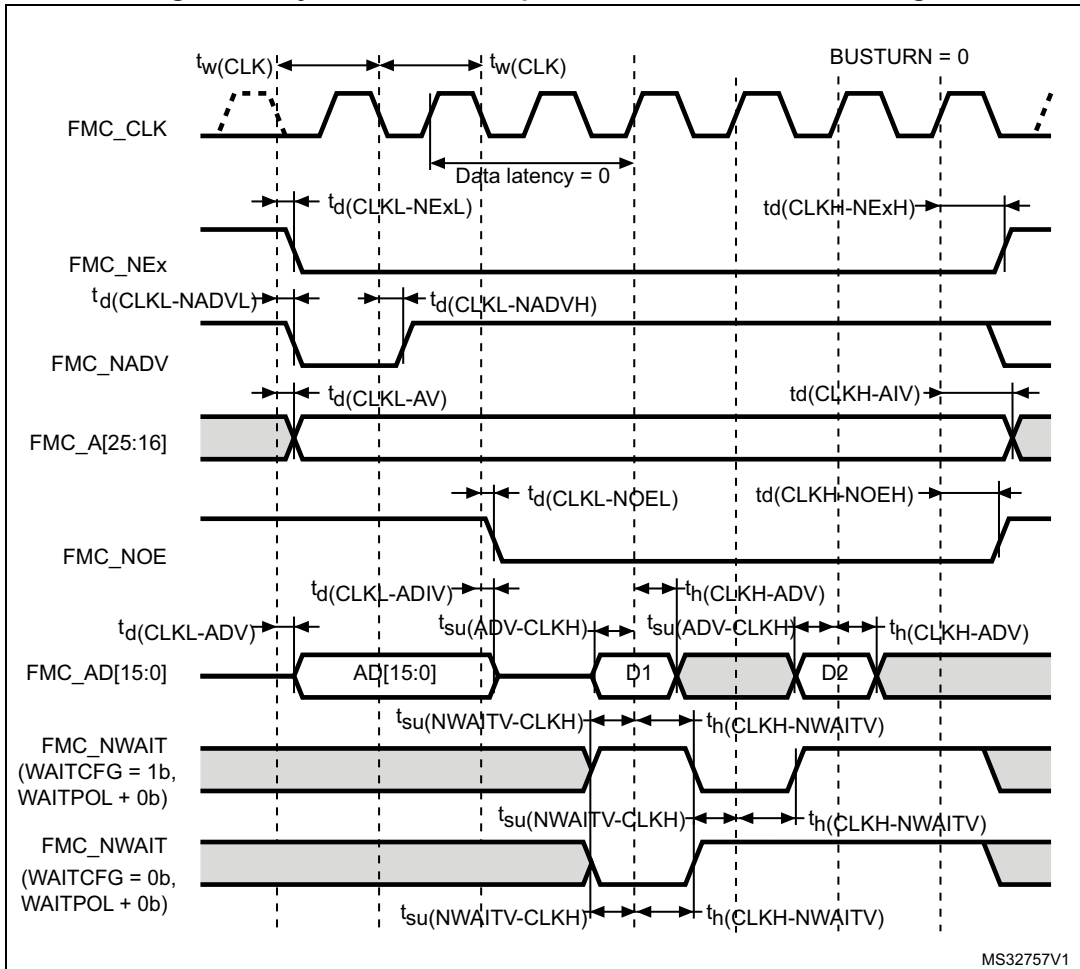 BUSTURN = 0
tw(CLK)
tw(CLK)
FMC_CLK
Data latency = 0
td(CLKL-NExL)
td(CLKH-NExH)
FMC_NEx
td(CLKL-NADVL)
td(CLKL-NADVH)
FMC_NADV
td(CLKL-AV)
td(CLKH-AIV)
FMC_A[25:16]
td(CLKL-NOEL)
td(CLKH-NOEH)
FMC_NOE
td(CLKL-ADIV)
th(CLKH-ADV)
td(CLKL-ADV)
tsu(ADV-CLKH)
tsu(ADV-CLKH)
th(CLKH-ADV)
FMC_AD[15:0]
AD[15:0]
D1
D2
tsu(NWAITV-CLKH)
th(CLKH-NWAITV)
FMC_NWAIT
(WAITCFG = 1b,
WAITPOL + 0b)
tsu(NWAITV-CLKH)
th(CLKH-NWAITV)
FMC_NWAIT
(WAITCFG = 0b,
WAITPOL + 0b)
tsu(NWAITV-CLKH)
th(CLKH-NWAITV)
MS32757V1